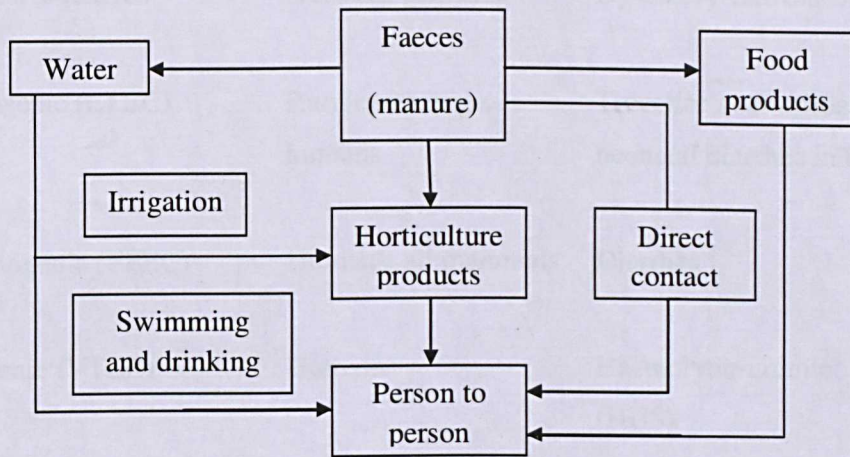 Faeces
(manure)
Water
Food
products
Irrigation
Horticulture
products
Direct
contact
Swimming
and drinking
Person to
person